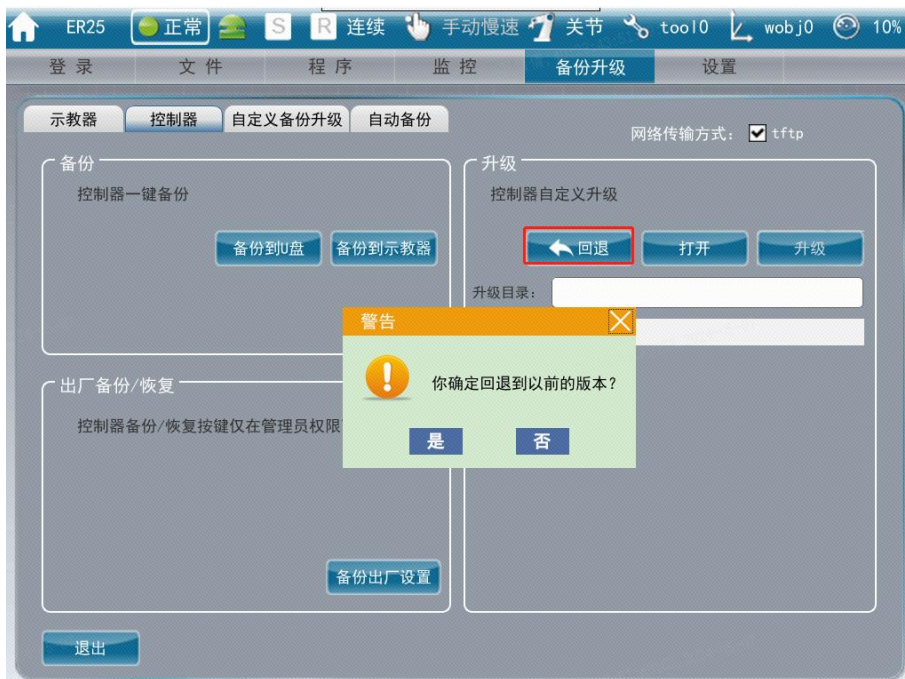 ER25 正常 S R 连续 手动慢速 关节 tool0 wobj0 10%
登录 文件 程序 监控 备份升级 设置
示教器 控制器 自定义备份升级 自动备份
网络传输方式： tftp
备份
控制器一键备份
备份到U盘 备份到示教器
升级
控制器自定义升级
回退 打开 升级
升级目录：
警告
你确定回退到以前的版本？
是 否
出厂备份/恢复
控制器备份/恢复按键仅在管理员权限
备份出厂设置
退出